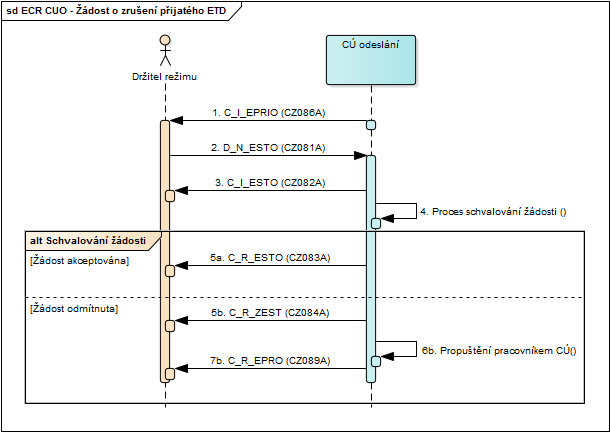 sd ECR CUO - Žádost o zrušení přijatého ETD
Držitel režimu
CÚ odeslání
1. C_I_EPRIO (CZ086A)
2. D_N_ESTO (CZ081A)
3. C_I_ESTO (CZ082A)
4. Proces schvalování žádosti ()
alt Schvalování žádosti
[Žádost akceptována]
5a. C_R_ESTO (CZ083A)
[Žádost odmítnuta]
5b. C_R_ZEST (CZ084A)
6b. Propuštění pracovníkem CÚ()
7b. C_R_EPRO (CZ089A)